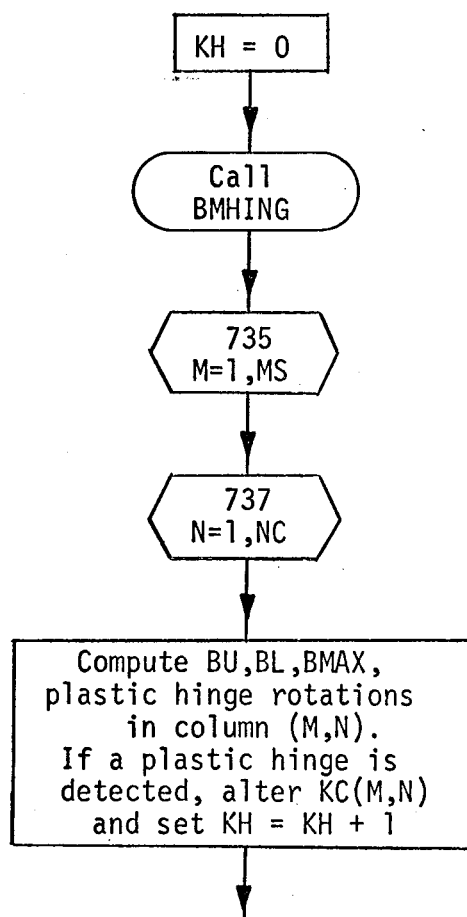 KH = 0
Call
BMHING
735
M=1,MS
737
N=1,NC
Compute BU,BL,BMAX,
plastic hinge rotations
in column (M,N).
If a plastic hinge is
detected, alter KC(M,N)
and set KH = KH + 1